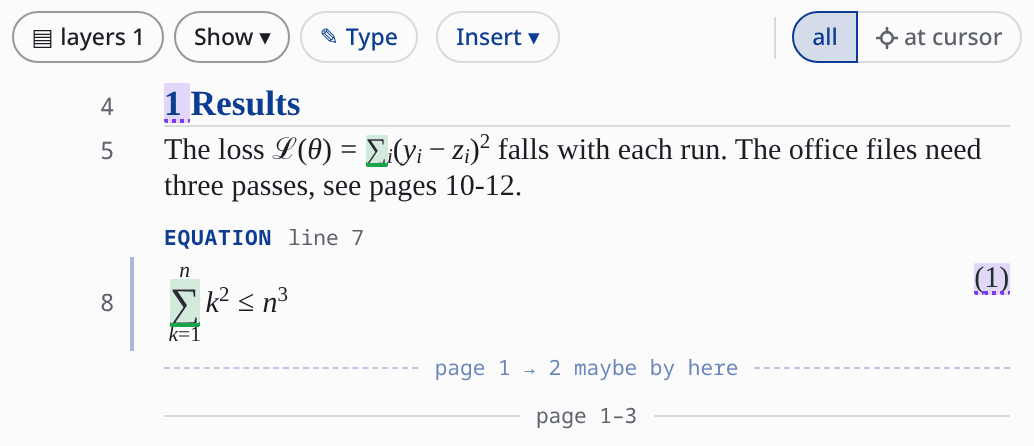 ▤ layers 1 Show ▾ ✎ Type Insert ▾ all at cursor
4 1 Results
5 The loss ℒ(θ) = ∑ᵢ(yᵢ − zᵢ)² falls with each run. The office files need
three passes, see pages 10-12.
EQUATION line 7
n
8 ∑ k² ≤ n³ (1)
k=1
page 1 → 2 maybe by here
page 1–3